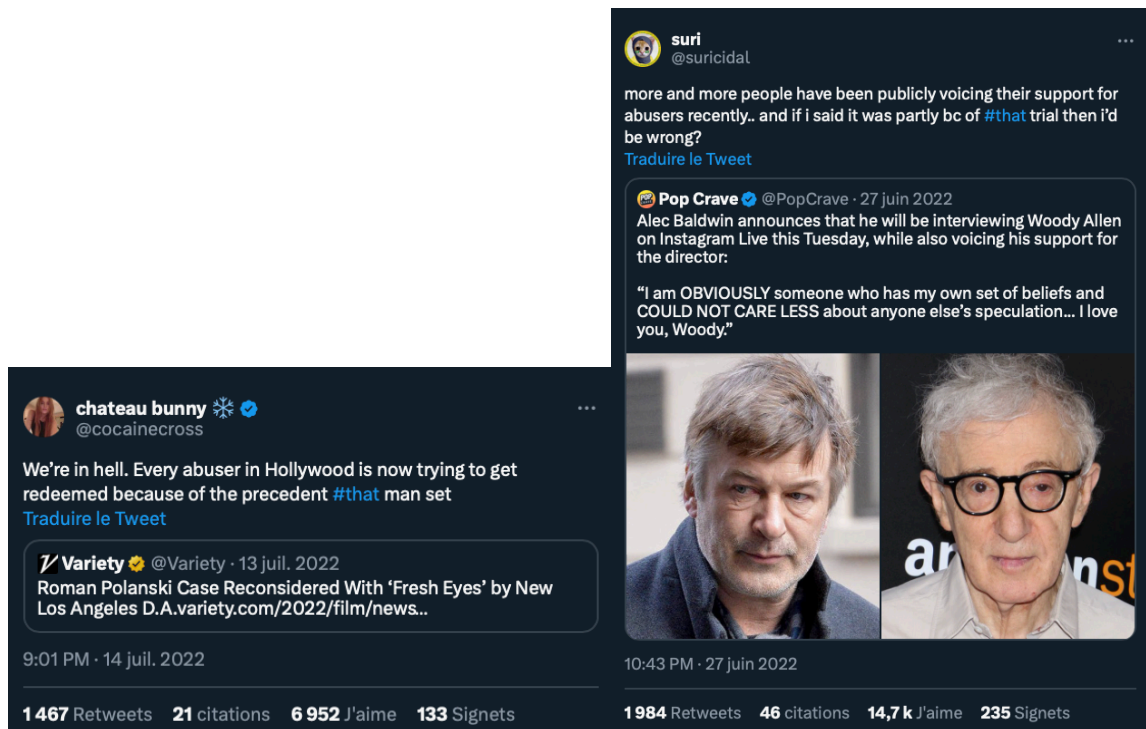 chateau bunny ❄️
@cocainecross
We’re in hell. Every abuser in Hollywood is now trying to get
redeemed because of the precedent #that man set
Traduire le Tweet
Variety @Variety · 13 juil. 2022
Roman Polanski Case Reconsidered With ‘Fresh Eyes’ by New
Los Angeles D.A.variety.com/2022/film/news...
9:01 PM · 14 juil. 2022
1 467 Retweets 21 citations 6 952 J'aime 133 Signets
suri
@suricidal
more and more people have been publicly voicing their support for
abusers recently.. and if i said it was partly bc of #that trial then i’d
be wrong?
Traduire le Tweet
Pop Crave @PopCrave · 27 juin 2022
Alec Baldwin announces that he will be interviewing Woody Allen
on Instagram Live this Tuesday, while also voicing his support for
the director:
“I am OBVIOUSLY someone who has my own set of beliefs and
COULD NOT CARE LESS about anyone else’s speculation... I love
you, Woody.”
10:43 PM · 27 juin 2022
1 984 Retweets 46 citations 14,7 k J'aime 235 Signets